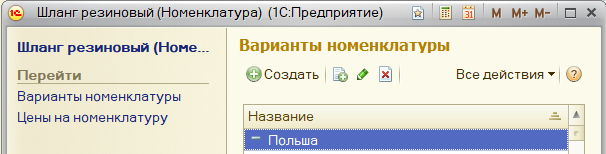 Шланг резиновый (Номенклатура) (1С:Предприятие)
M M+ M-
Шланг резиновый (Номе...
Перейти
Варианты номенклатуры
Цены на номенклатуру
Варианты номенклатуры
Создать
Все действия
Название
Польша